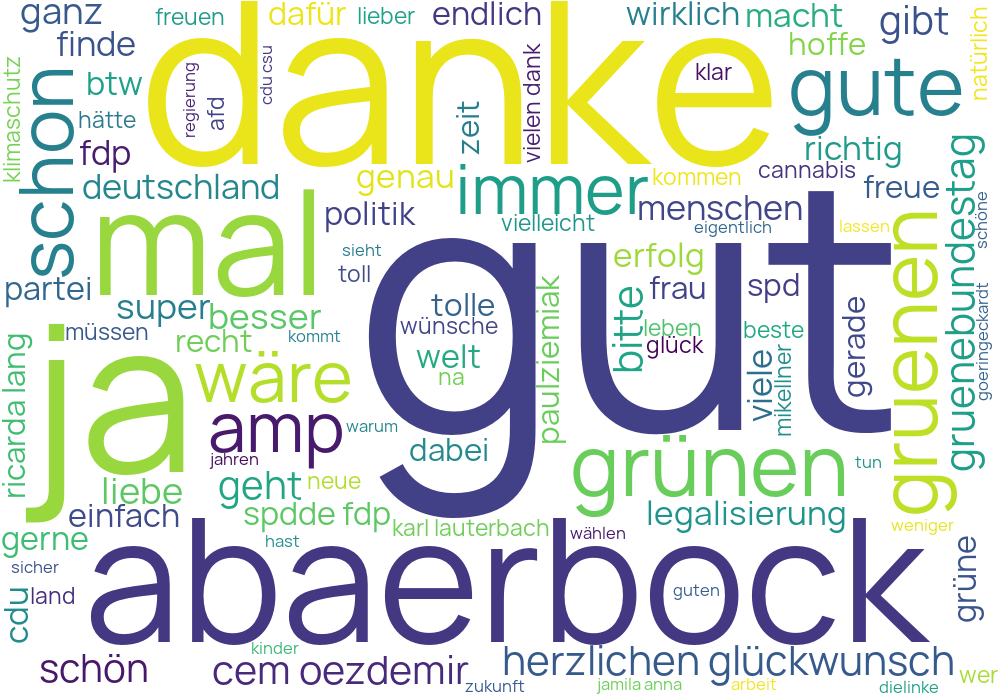 ganz
freuen
dafür
lieber
endlich
wirklich
macht
gibt
natürlich
finde
danke
hoffe
btw
regierung
afd
cdu csu
klar
gute
klimaschutz
schon
hätte
zeit
vielen dank
fdp
richtig
deutschland
genau
immer
kommen
cannabis
freue
gruenebundestag
schöne
mal
politik
menschen
vielleicht
eigentlich
lassen
gruenen
sieht
gut
erfolg
toll
partei
super
tolle
paulziemiak
bitte
frau
spd
goeringeckardt
müssen
besser
wünsche
leben
beste
gerade
recht
kommt
glück
ja
wäre
welt
na
viele
mikellner
ricarda lang
amp
warum
dabei
jahren
grünen
tun
liebe
geht
neue
einfach
spdde fdp
karl lauterbach
legalisierung
weniger
gerne
hast
abaerbock
wählen
grüne
sicher
cdu
land
guten
kinder
schön
cem oezdemir
herzlichen glückwunsch
wer
zukunft
jamila anna
arbeit
dielinke